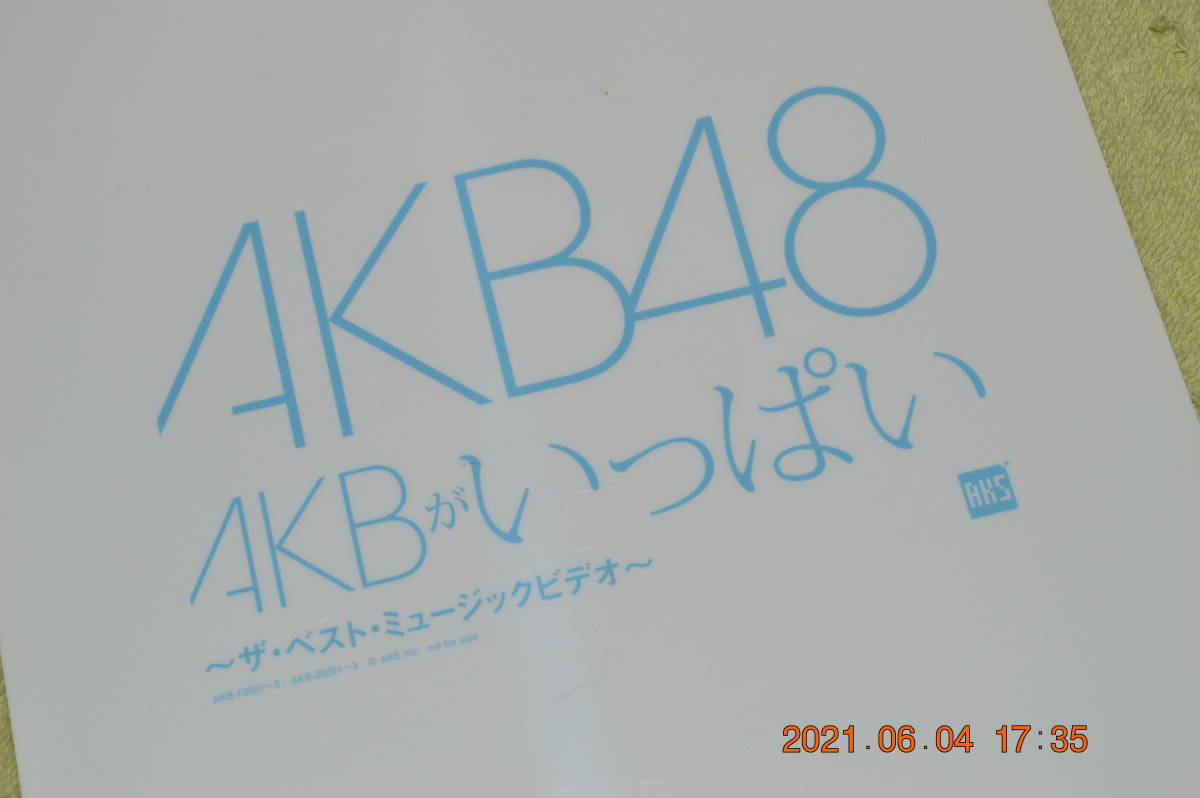 AKB48
AKBがいっぱい
～ザ・ベスト・ミュージックビデオ～
AKB-10001～3 / AKB-20001～3 © AKS Inc. not for sale
AKS
2021.06.04 17:35